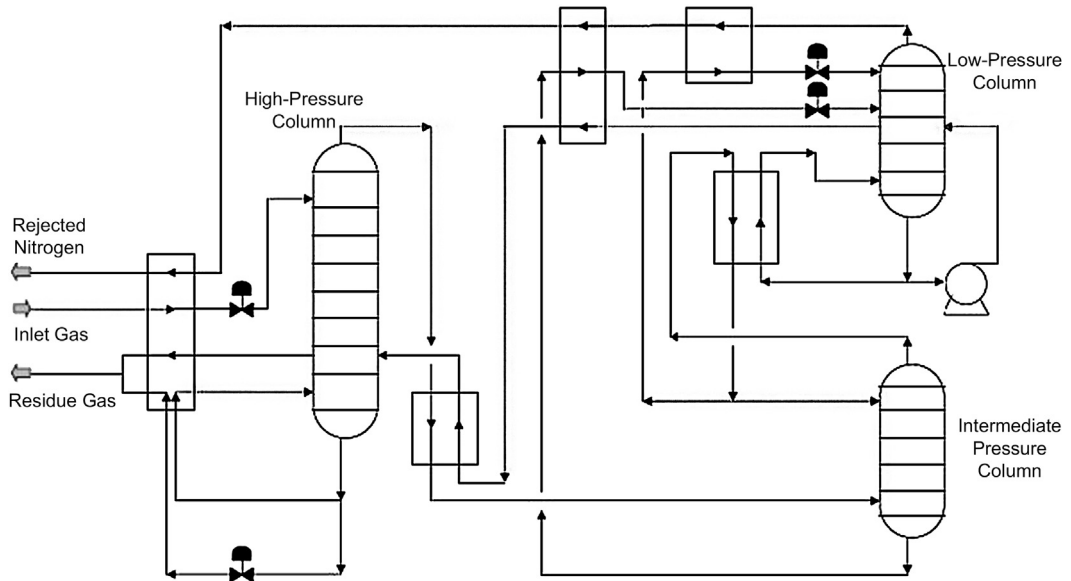 Low-Pressure
Column
High-Pressure
Column
Rejected
Nitrogen
Inlet Gas
Residue Gas
Intermediate
Pressure
Column